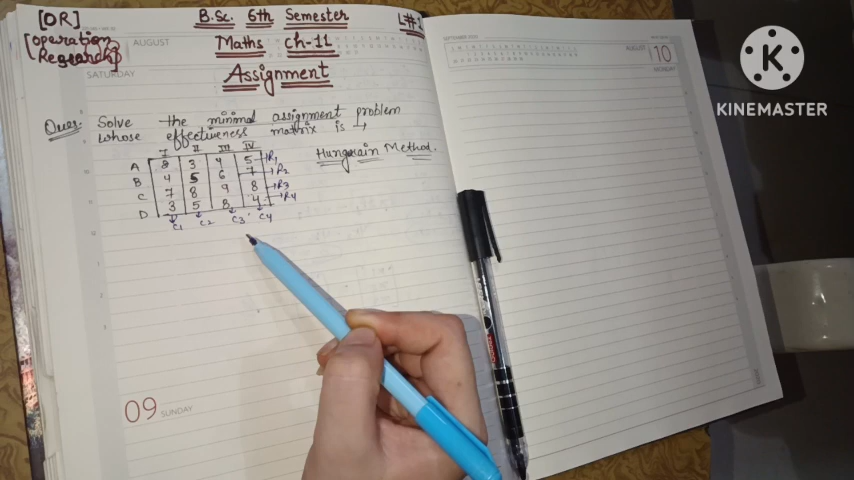 [OR]
[operation
Research]
B.Sc. 6th Semester
Maths Ch-11
Assignment
L#1
AUGUST
SATURDAY
Ques: Solve the minimal assignment problem
whose effectiveness matrix is →
I II III IV
A 2 3 4 5 → R1
B 4 5 6 7 → R2
C 7 8 9 8 → R3
D 3 5 8 4 → R4
C1 C2 C3 C4
Hungrain Method.
09 SUNDAY
AUGUST 10
MONDAY
KINEMASTER